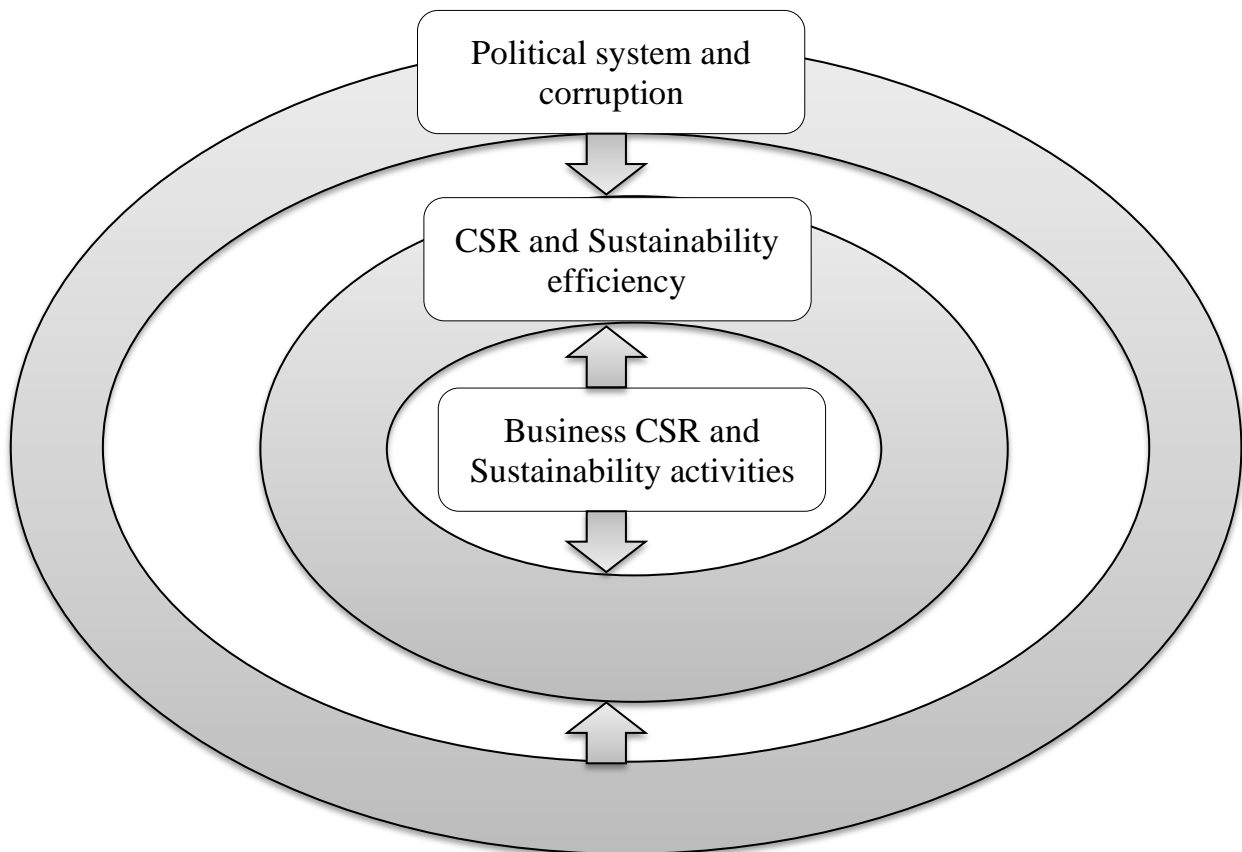 Political system and
corruption
CSR and Sustainability
efficiency
Business CSR and
Sustainability activities